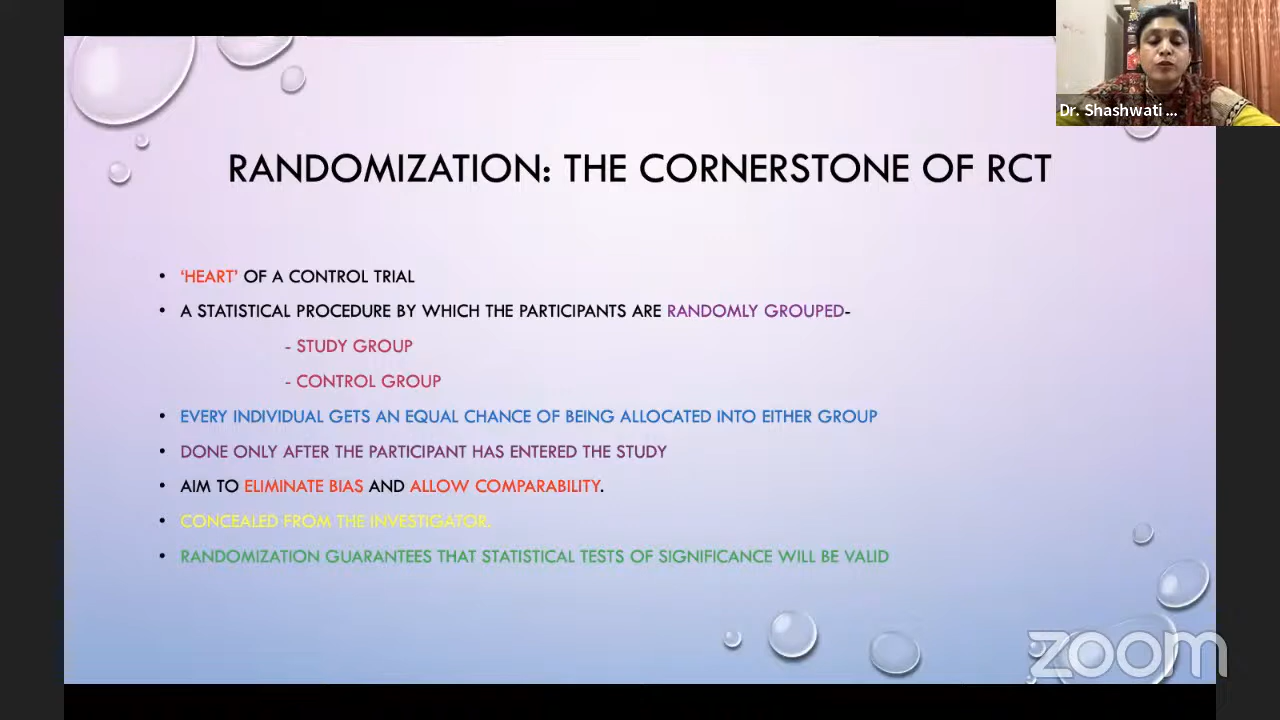 Dr. Shashwati ...
RANDOMIZATION: THE CORNERSTONE OF RCT
• 'HEART' OF A CONTROL TRIAL
• A STATISTICAL PROCEDURE BY WHICH THE PARTICIPANTS ARE RANDOMLY GROUPED-
- STUDY GROUP
- CONTROL GROUP
• EVERY INDIVIDUAL GETS AN EQUAL CHANCE OF BEING ALLOCATED INTO EITHER GROUP
• DONE ONLY AFTER THE PARTICIPANT HAS ENTERED THE STUDY
• AIM TO ELIMINATE BIAS AND ALLOW COMPARABILITY.
• CONCEALED FROM THE INVESTIGATOR.
• RANDOMIZATION GUARANTEES THAT STATISTICAL TESTS OF SIGNIFICANCE WILL BE VALID
zoom